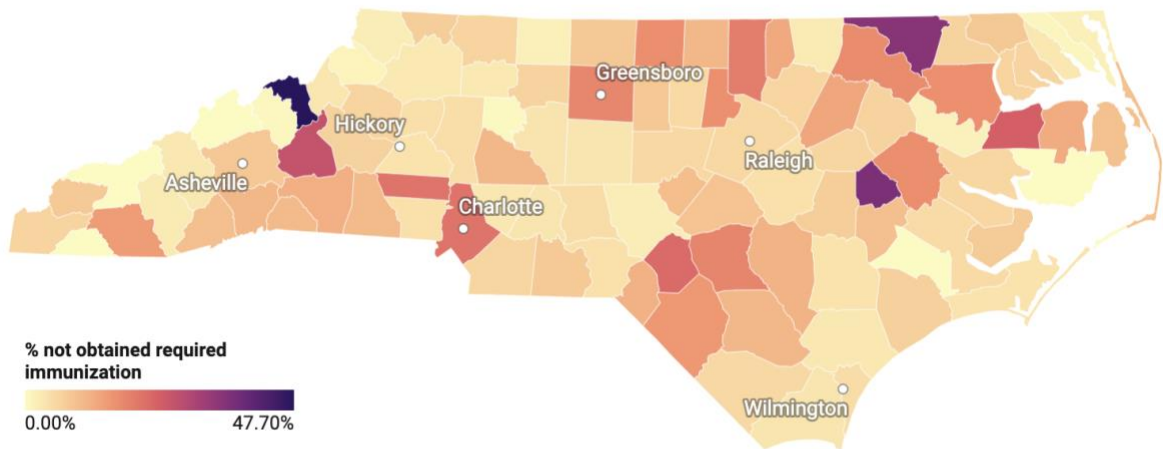 Greensboro
Hickory
Raleigh
Asheville
Charlotte
% not obtained required
immunization
0.00% 47.70%
Wilmington